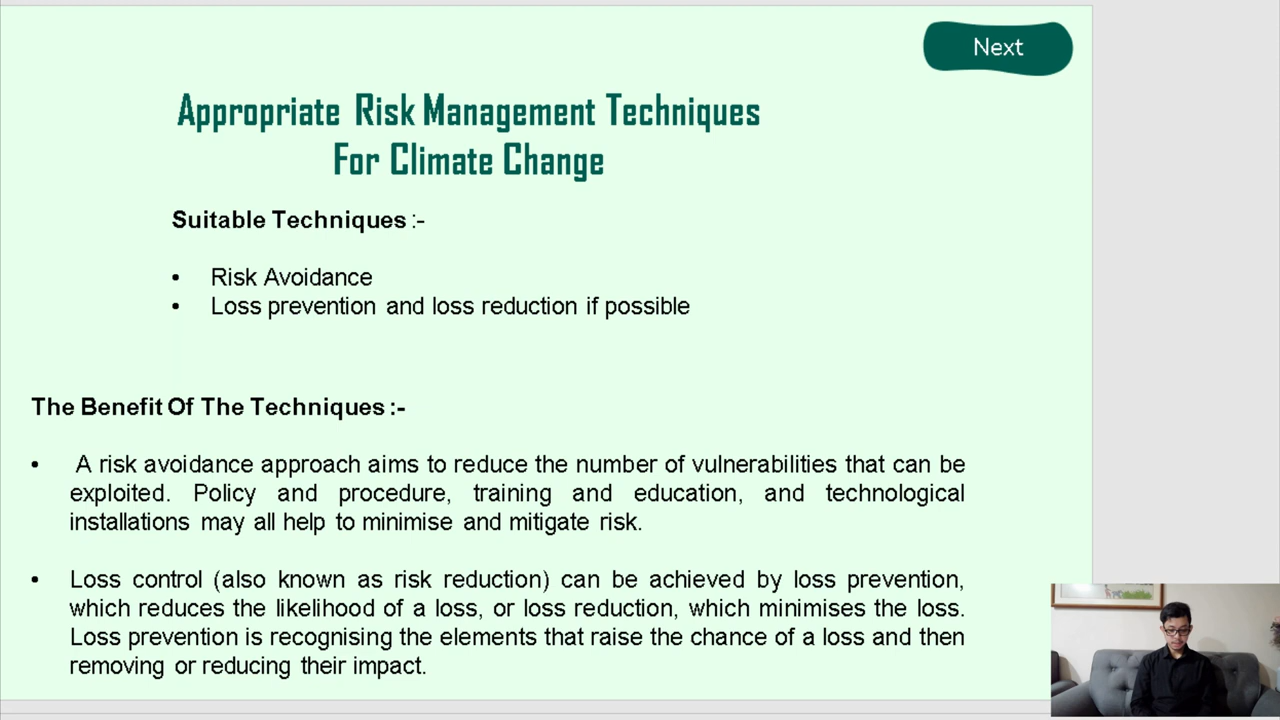 Next
Appropriate Risk Management Techniques
For Climate Change
Suitable Techniques :-
• Risk Avoidance
• Loss prevention and loss reduction if possible
The Benefit Of The Techniques :-
• A risk avoidance approach aims to reduce the number of vulnerabilities that can be
exploited. Policy and procedure, training and education, and technological
installations may all help to minimise and mitigate risk.
• Loss control (also known as risk reduction) can be achieved by loss prevention,
which reduces the likelihood of a loss, or loss reduction, which minimises the loss.
Loss prevention is recognising the elements that raise the chance of a loss and then
removing or reducing their impact.